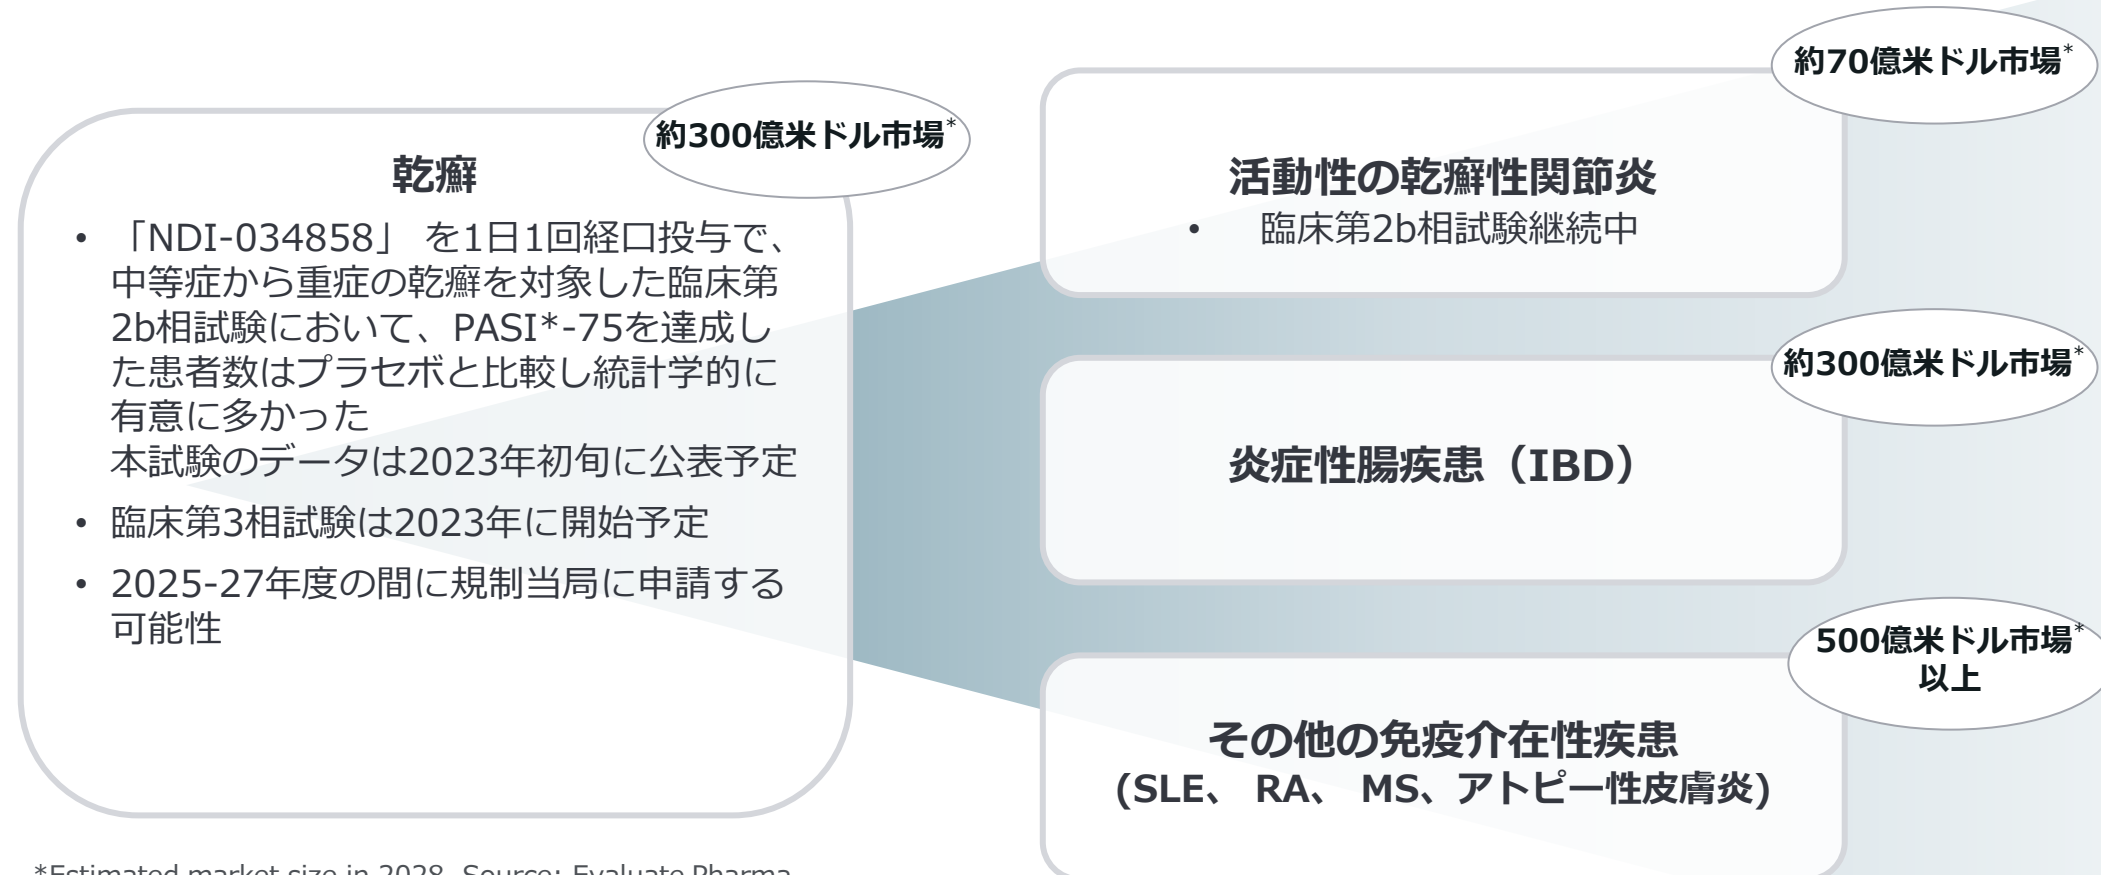 約300億米ドル市場*
乾癬
• 「NDI-034858」 を1日1回経口投与で、
中等症から重症の乾癬を対象した臨床第
2b相試験において、PASI*-75を達成し
た患者数はプラセボと比較し統計学的に
有意に多かった
本試験のデータは2023年初旬に公表予定
• 臨床第3相試験は2023年に開始予定
• 2025-27年度の間に規制当局に申請する
可能性
約70億米ドル市場*
活動性の乾癬性関節炎
• 臨床第2b相試験継続中
約300億米ドル市場*
炎症性腸疾患（IBD）
500億米ドル市場*
以上
その他の免疫介在性疾患
(SLE、 RA、 MS、アトピー性皮膚炎)
*Estimated market size in 2028. Source: Evaluate Pharma